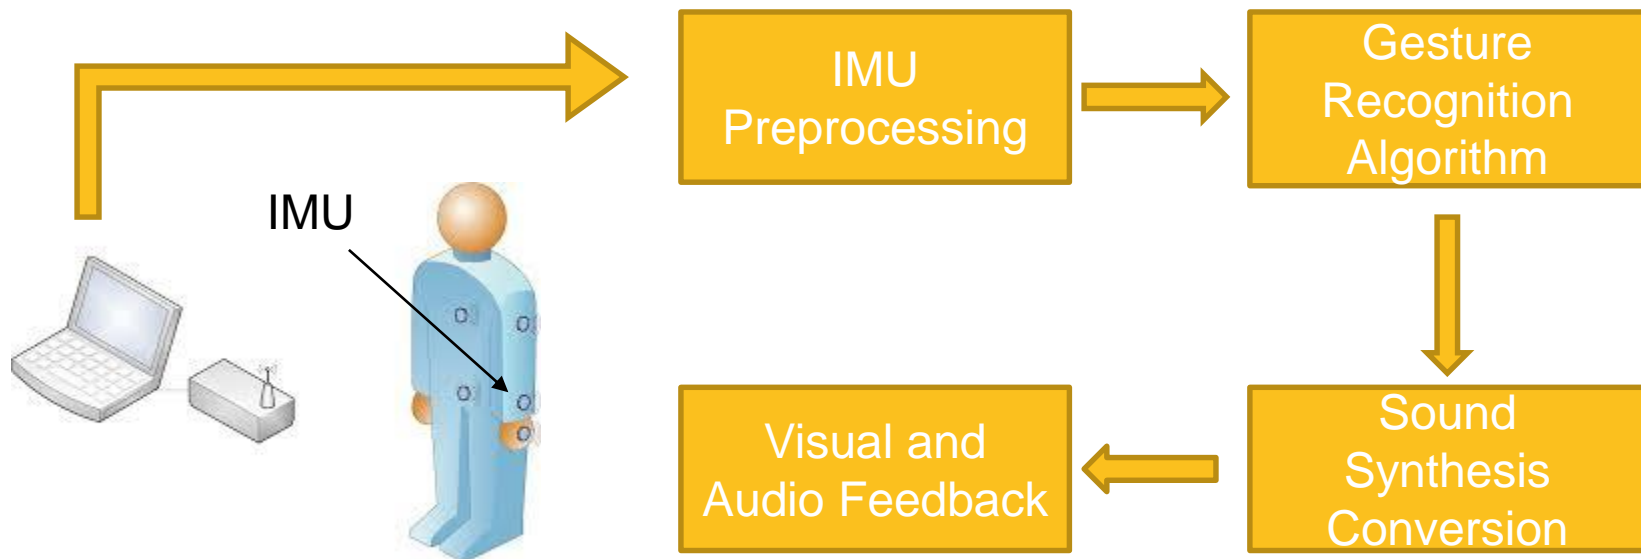 IMU
Preprocessing
Gesture
Recognition
Algorithm
IMU
Visual and
Audio Feedback
Sound
Synthesis
Conversion